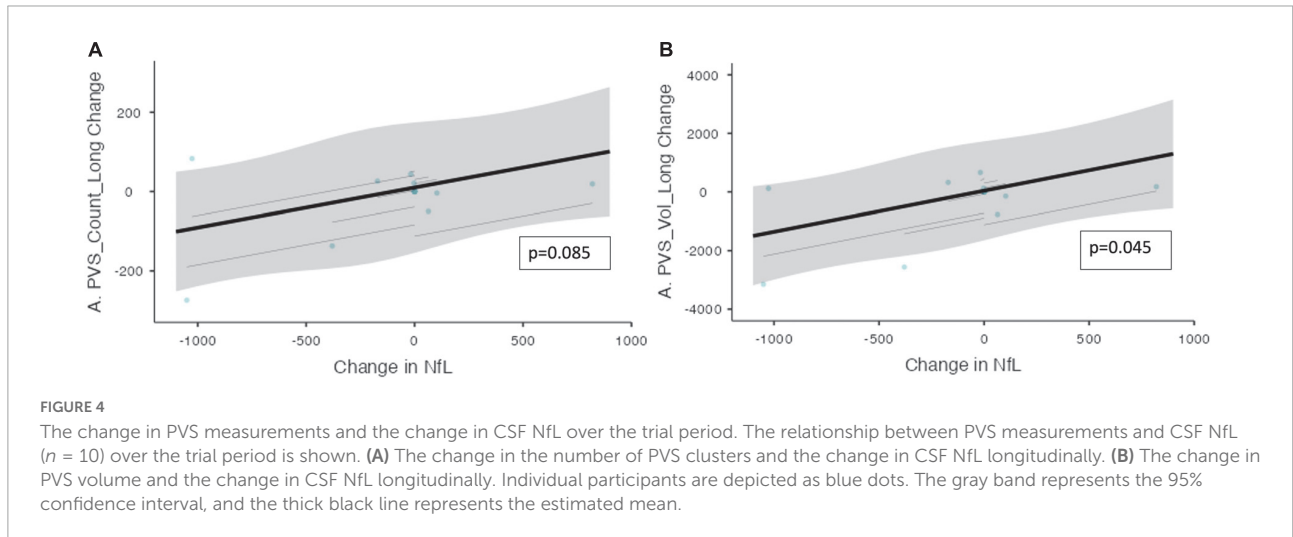 A
A. PVS_Count_Long Change
200
0
-200
p=0.085
-1000
-500
0
500
1000
Change in NfL
B
A. PVS_Vol_Long Change
4000
2000
0
-2000
-4000
p=0.045
-1000
-500
0
500
1000
Change in NfL
FIGURE 4
The change in PVS measurements and the change in CSF NfL over the trial period. The relationship between PVS measurements and CSF NfL
(n = 10) over the trial period is shown. (A) The change in the number of PVS clusters and the change in CSF NfL longitudinally. (B) The change in
PVS volume and the change in CSF NfL longitudinally. Individual participants are depicted as blue dots. The gray band represents the 95%
confidence interval, and the thick black line represents the estimated mean.